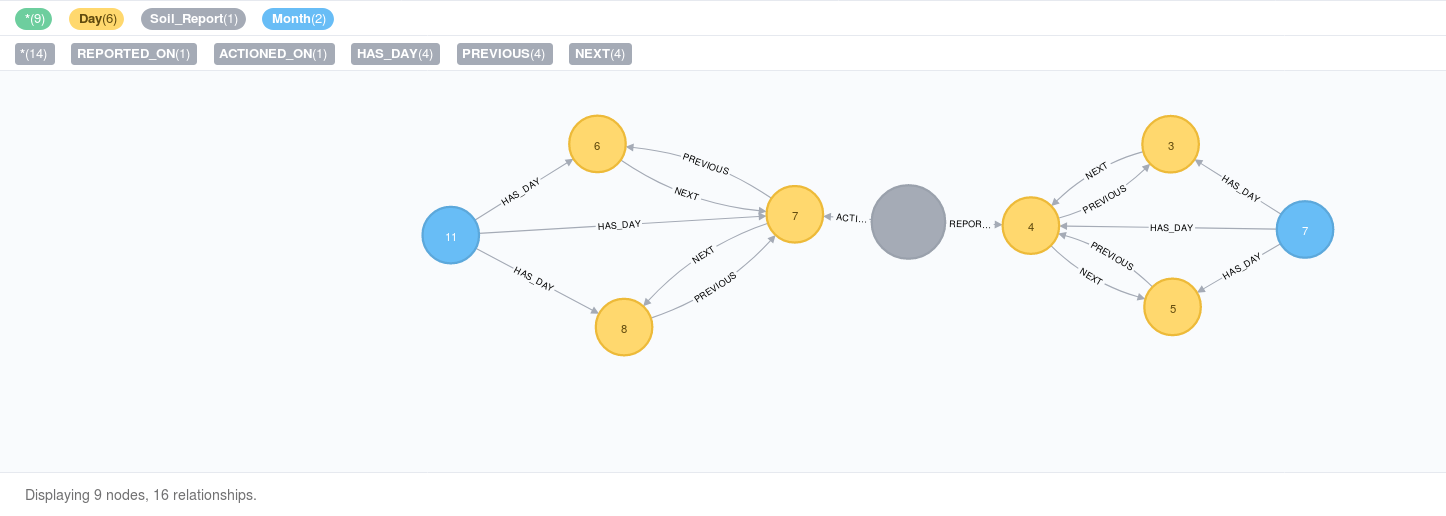 *(9) Day(6) Soil_Report(1) Month(2)
*(14) REPORTED_ON(1) ACTIONED_ON(1) HAS_DAY(4) PREVIOUS(4) NEXT(4)
6
3
PREVIOUS
NEXT
HAS_DAY
HAS_DAY
NEXT
PREVIOUS
7
ACTI...
REPOR...
4
HAS_DAY
HAS_DAY
7
11
NEXT
PREVIOUS
HAS_DAY
HAS_DAY
PREVIOUS
NEXT
5
8
Displaying 9 nodes, 16 relationships.